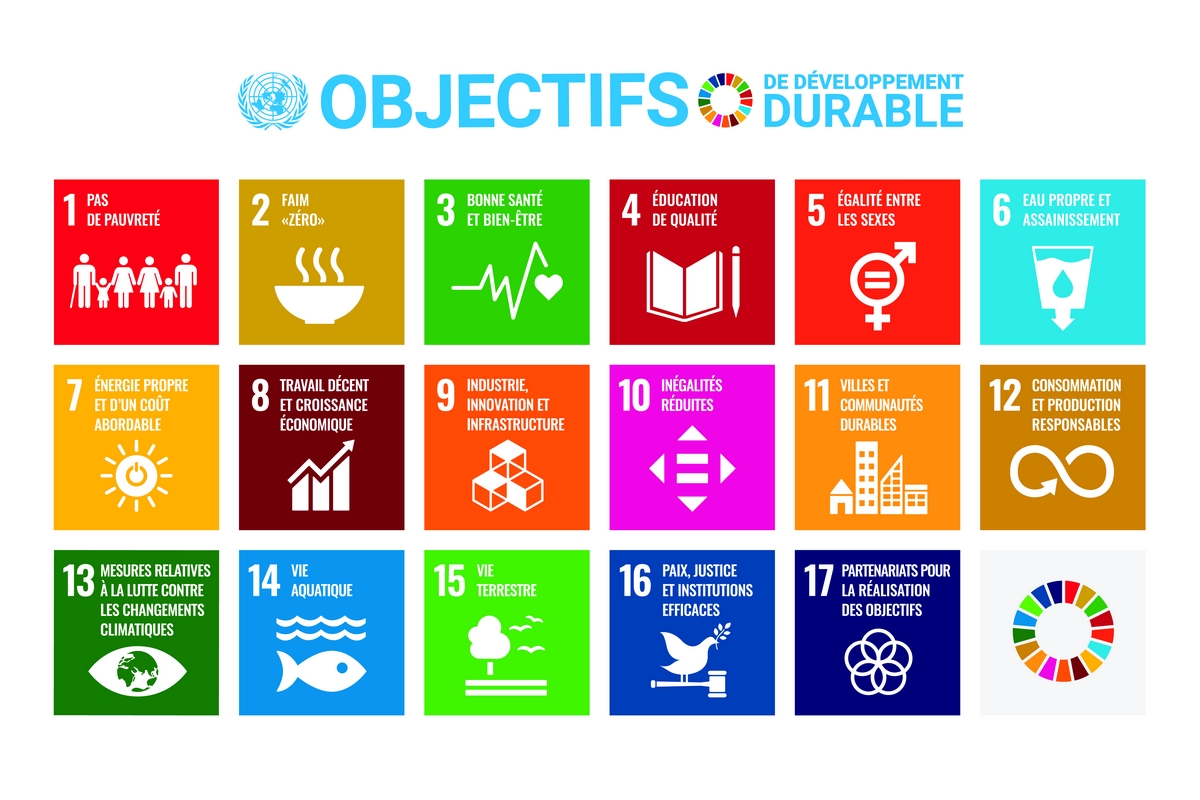 OBJECTIFS
DE DÉVELOPPEMENT
DURABLE
1
PAS
DE PAUVRETÉ
2
FAIM
«ZÉRO»
3
BONNE SANTÉ
ET BIEN-ÊTRE
4
ÉDUCATION
DE QUALITÉ
5
ÉGALITÉ ENTRE
LES SEXES
6
EAU PROPRE ET
ASSAINISSEMENT
7
ÉNERGIE PROPRE
ET D'UN COÛT
ABORDABLE
8
TRAVAIL DÉCENT
ET CROISSANCE
ÉCONOMIQUE
9
INDUSTRIE,
INNOVATION ET
INFRASTRUCTURE
10
INÉGALITÉS
RÉDUITES
11
VILLES ET
COMMUNAUTÉS
DURABLES
12
CONSOMMATION
ET PRODUCTION
RESPONSABLES
13
MESURES RELATIVES
À LA LUTTE CONTRE
LES CHANGEMENTS
CLIMATIQUES
14
VIE
AQUATIQUE
15
VIE
TERRESTRE
16
PAIX, JUSTICE
ET INSTITUTIONS
EFFICACES
17
PARTENARIATS POUR
LA RÉALISATION
DES OBJECTIFS